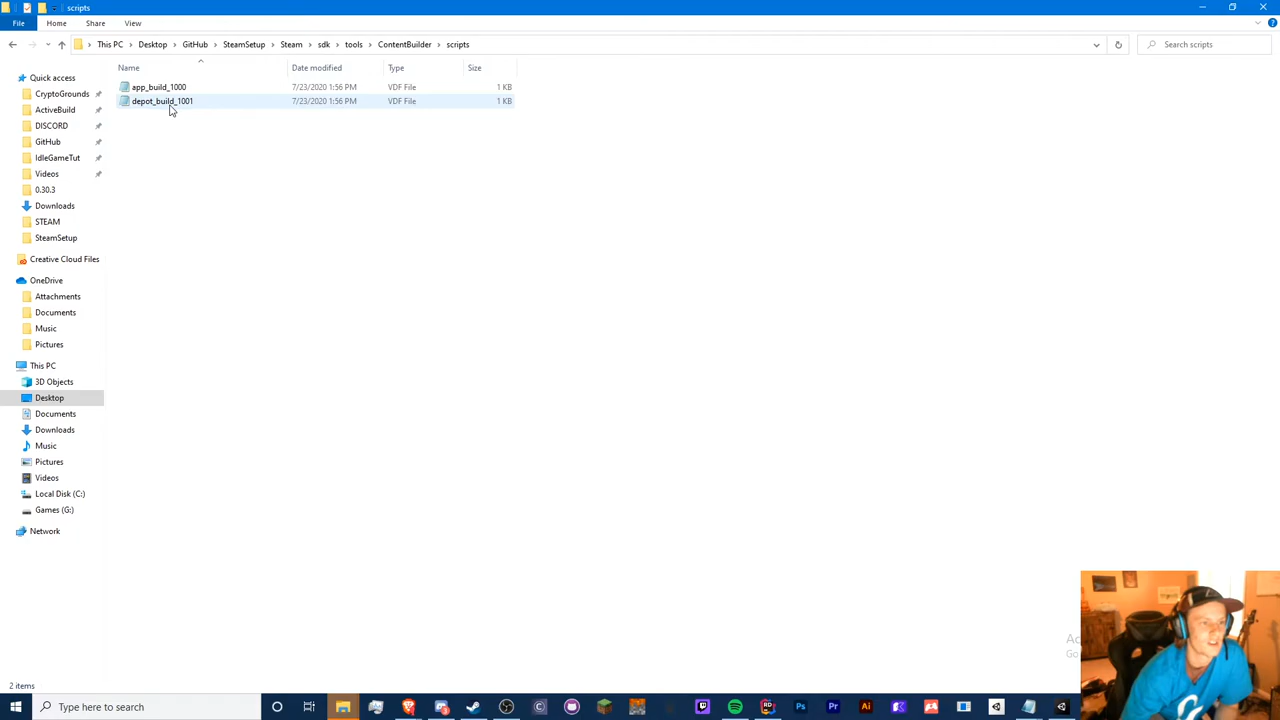 scripts
File Home Share View
This PC Desktop GitHub SteamSetup Steam sdk tools ContentBuilder scripts
Search scripts
Name Date modified Type Size
app_build_1000 7/23/2020 1:56 PM VDF File 1 KB
depot_build_1001 7/23/2020 1:56 PM VDF File 1 KB
Quick access
CryptoGrounds
ActiveBuild
DISCORD
GitHub
IdleGameTut
Videos
0.30.3
Downloads
STEAM
SteamSetup
Creative Cloud Files
OneDrive
Attachments
Documents
Music
Pictures
This PC
3D Objects
Desktop
Documents
Downloads
Music
Pictures
Videos
Local Disk (C:)
Games (G:)
Network
2 items
Type here to search